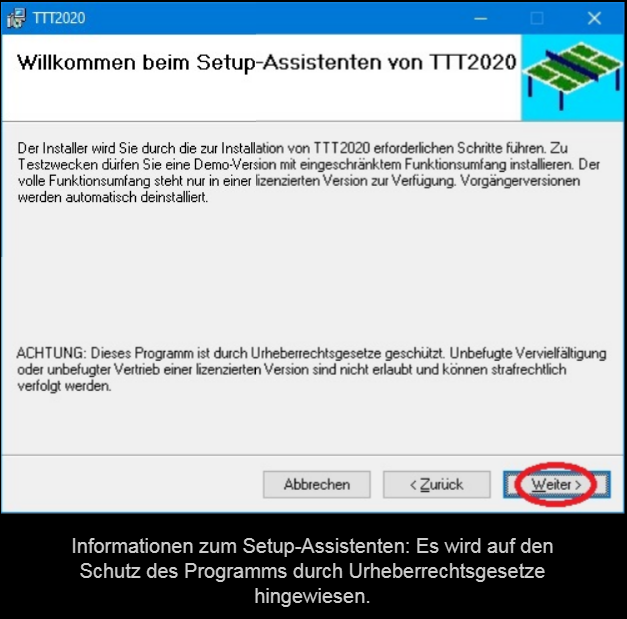 TTT2020
Willkommen beim Setup-Assistenten von TTT2020
Der Installer wird Sie durch die zur Installation von TTT2020 erforderlichen Schritte führen. Zu
Testzwecken dürfen Sie eine Demo-Version mit eingeschränktem Funktionsumfang installieren. Der
volle Funktionsumfang steht nur in einer lizenzierten Version zur Verfügung. Vorgängerversionen
werden automatisch deinstalliert.
ACHTUNG: Dieses Programm ist durch Urheberrechtsgesetze geschützt. Unbefugte Vervielfältigung
oder unbefugter Vertrieb einer lizenzierten Version sind nicht erlaubt und können strafrechtlich
verfolgt werden.
Abbrechen
< Zurück
Weiter >
Informationen zum Setup-Assistenten: Es wird auf den
Schutz des Programms durch Urheberrechtsgesetze
hingewiesen.